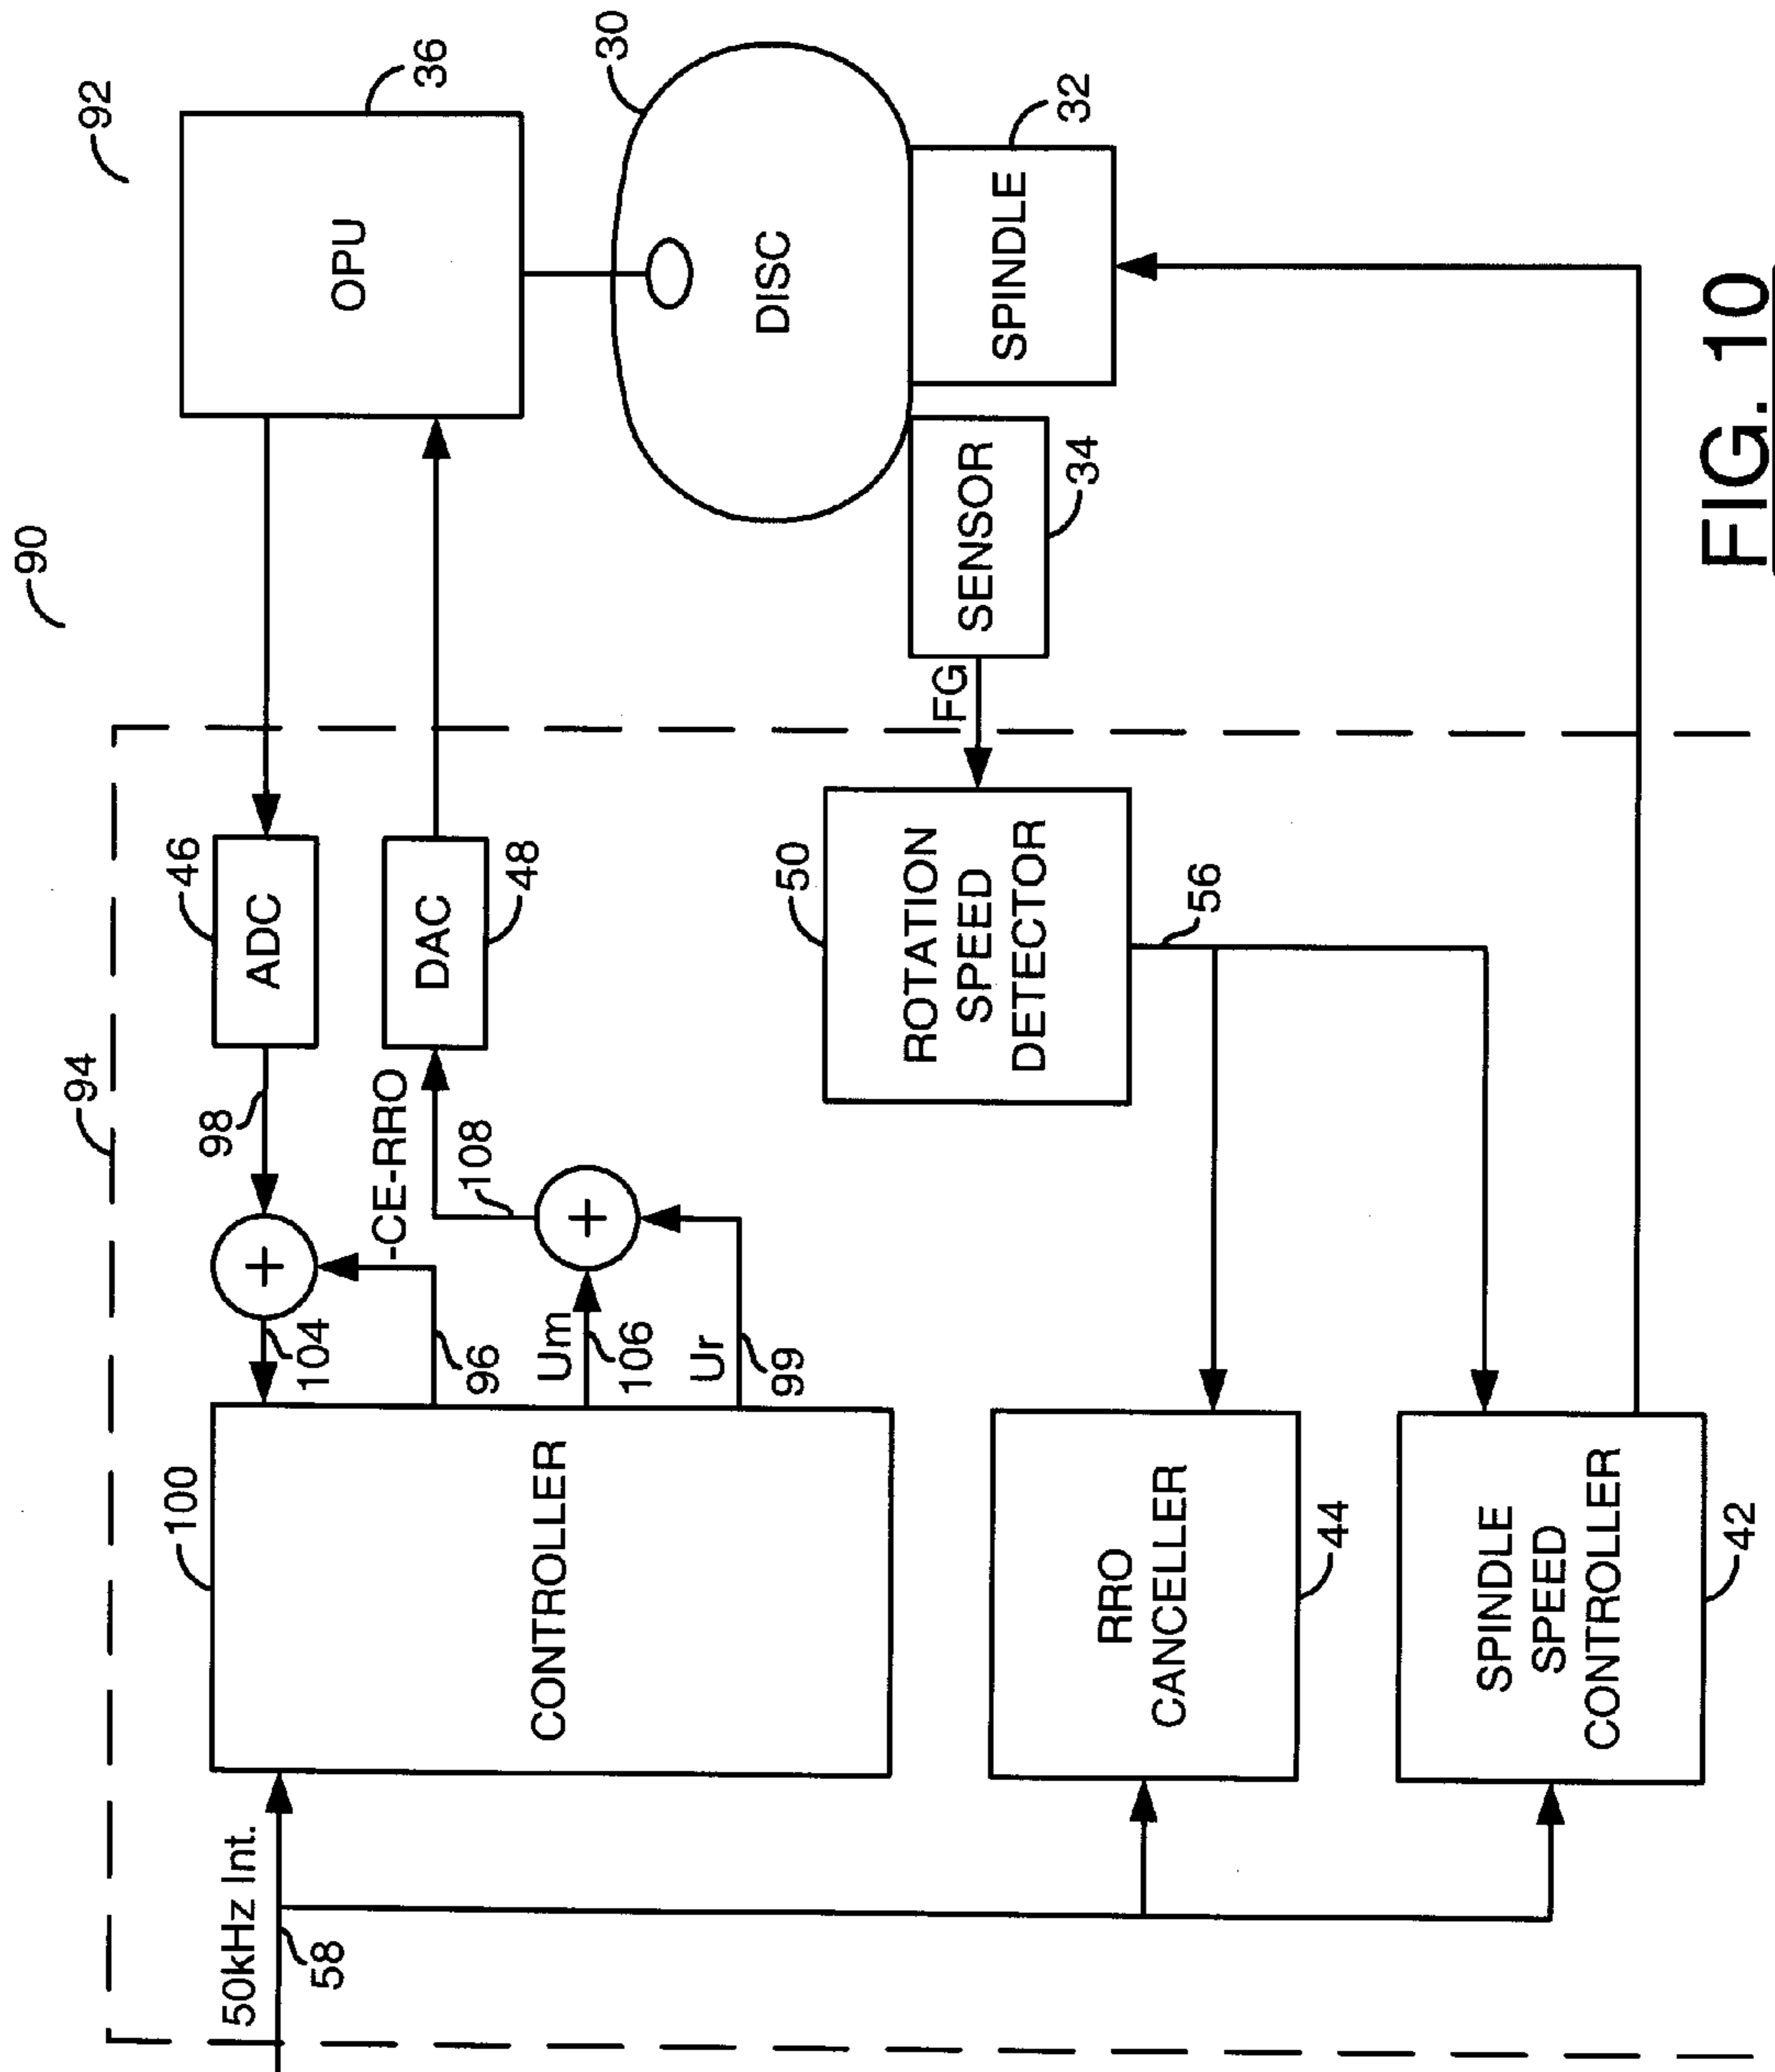 90
92
94
100
46
98
50kHz Int.
58
ADC
104
OPU
36
-CE-RRO
DAC
96
108
48
Um
106
CONTROLLER
30
Ur
99
DISC
50
ROTATION
SPEED
DETECTOR
FG
SENSOR
34
SPINDLE
32
RRO
CANCELLER
44
56
SPINDLE
SPEED
CONTROLLER
42
FIG. 10